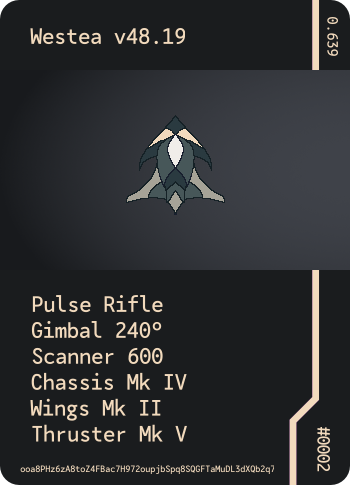 Westea v48.19
0.639
Pulse Rifle
Gimbal 240°
Scanner 600
Chassis Mk IV
Wings Mk II
Thruster Mk V
#0002
ooa8PHz6zA8toZ4FBac7H972oupjbSpq8SQGFTaMuDL3dXQb2q7